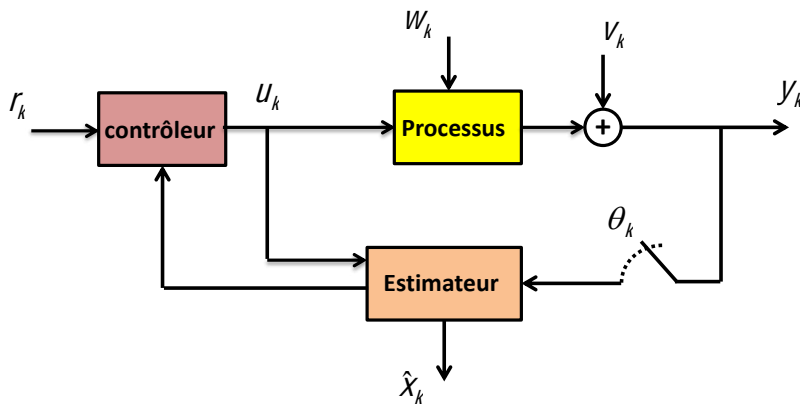 w_k
v_k
r_k
contrôleur
u_k
Processus
+
y_k
θ_k
Estimateur
x̂_k